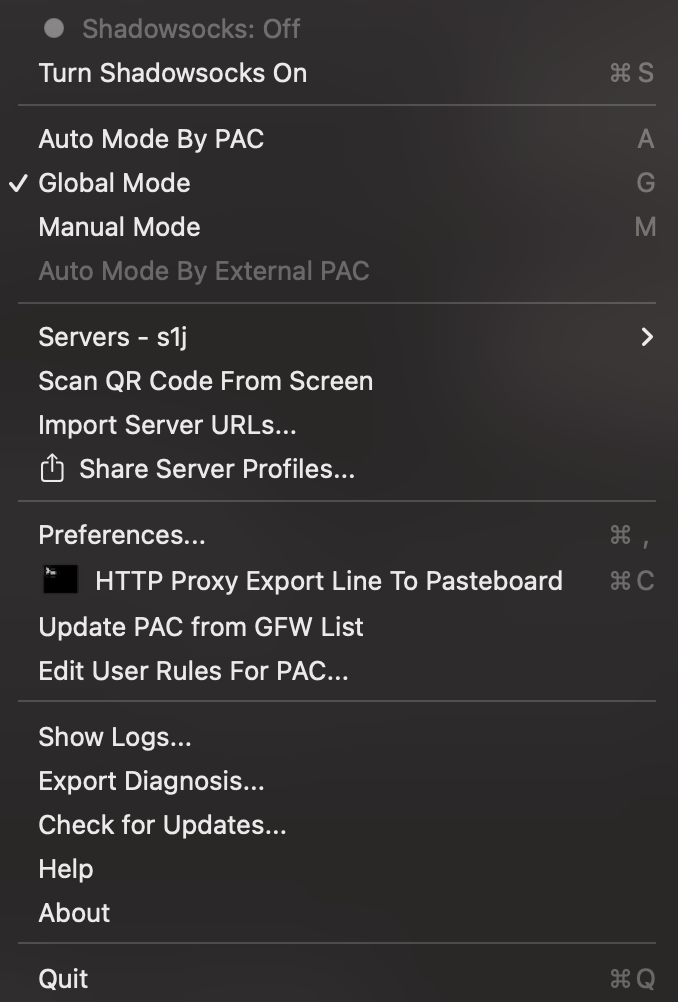 Shadowsocks: Off
Turn Shadowsocks On ⌘ S
Auto Mode By PAC A
✓ Global Mode G
Manual Mode M
Auto Mode By External PAC
Servers - s1j >
Scan QR Code From Screen
Import Server URLs...
Share Server Profiles...
Preferences... ⌘ ,
HTTP Proxy Export Line To Pasteboard ⌘ C
Update PAC from GFW List
Edit User Rules For PAC...
Show Logs...
Export Diagnosis...
Check for Updates...
Help
About
Quit ⌘ Q